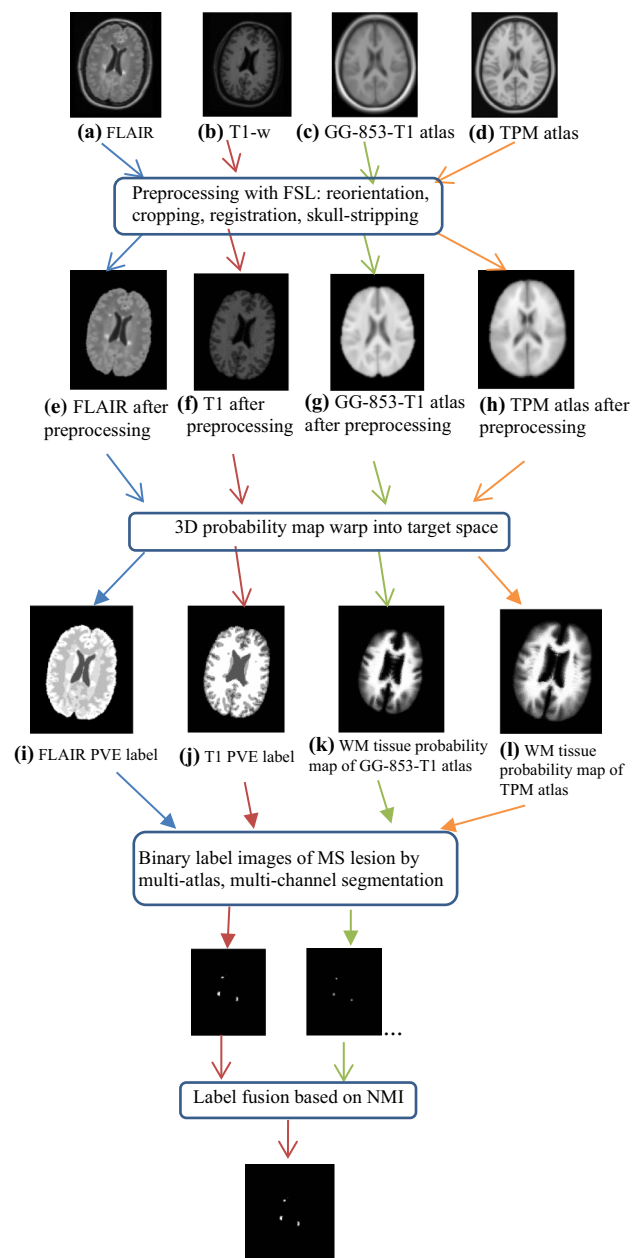 (a) FLAIR
(b) T1-w
(c) GG-853-T1 atlas
(d) TPM atlas
Preprocessing with FSL: reorientation,
cropping, registration, skull-stripping
(e) FLAIR after
preprocessing
(f) T1 after
preprocessing
(g) GG-853-T1 atlas
after preprocessing
(h) TPM atlas after
preprocessing
3D probability map warp into target space
(i) FLAIR PVE label
(j) T1 PVE label
(k) WM tissue probability
map of GG-853-T1 atlas
(l) WM tissue
probability map of
TPM atlas
Binary label images of MS lesion by
multi-atlas, multi-channel segmentation
...
Label fusion based on NMI